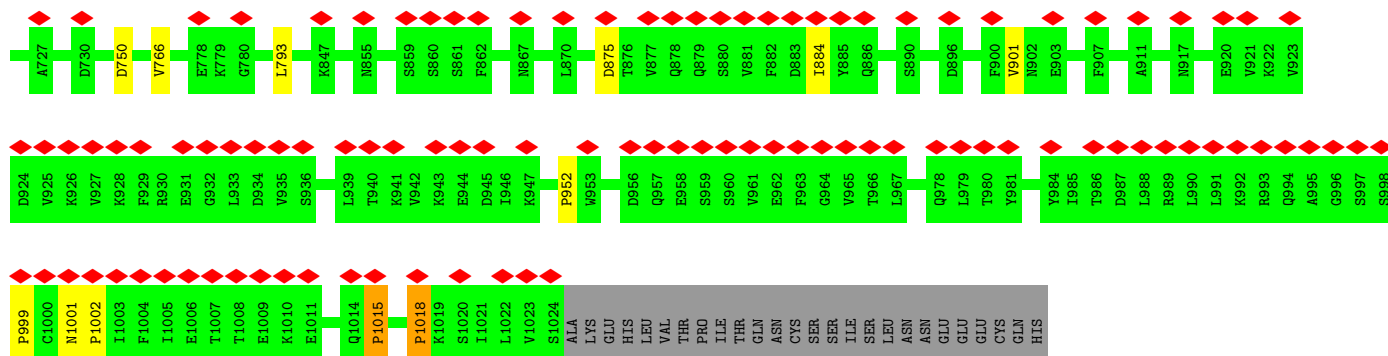 A727 D730 D750 V766 E778 K779 G780 L793 K847 N855 S859 S860 S861 F862 N867 L870 D875 T876 V877 Q878 Q879 S880 V881 F882 D883 I884 Y885 Q886 S890 D896 F900 V901 N902 E903 F907 A911 N917 E920 V921 K922 V923
D924 V925 K926 V927 K928 F929 R930 E931 G932 L933 D934 V935 S936 L939 T940 K941 V942 K943 E944 D945 I946 K947 P952 W953 D956 Q957 E958 S959 S960 V961 E962 F963 G964 V965 T966 L967 Q978 L979 T980 Y981 Y984 I985 T986 D987 L988 R989 L990 L991 K992 R993 Q994 A995 G996 S997 S998
P999 C1000 N1001 P1002 I1003 F1004 I1005 E1006 T1007 T1008 E1009 K1010 E1011 Q1014 P1015 P1018 K1019 S1020 I1021 L1022 V1023 S1024 ALA LYS GLU HIS LEU VAL THR PRO ILE THR GLN ASN CYS SER SER ILE SER LEU ASN ASN GLU GLU GLU CYS GLN HIS